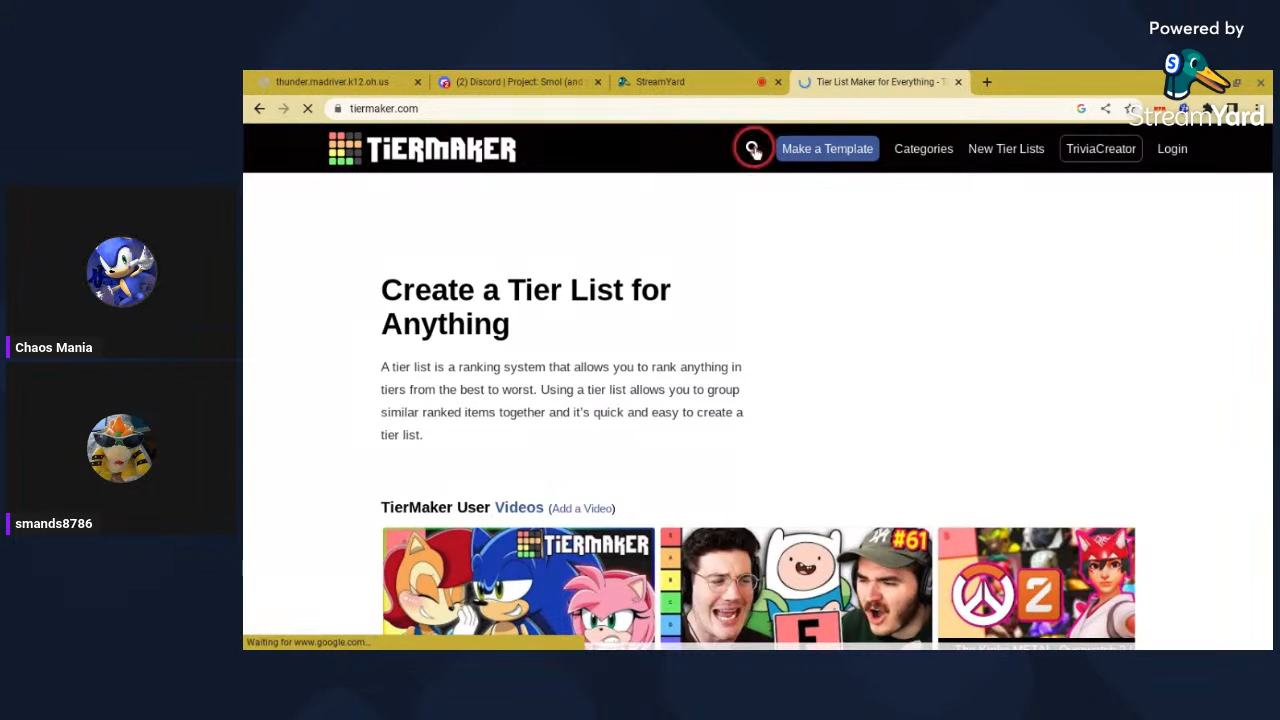 Powered by
StreamYard
thunder.madriver.k12.oh.us
(2) Discord | Project: Smol (and
StreamYard
Tier List Maker for Everything -
tiermaker.com
TiERMAKER
Make a Template
Categories
New Tier Lists
TriviaCreator
Login
Create a Tier List for
Anything
A tier list is a ranking system that allows you to rank anything in
tiers from the best to worst. Using a tier list allows you to group
similar ranked items together and it's quick and easy to create a
tier list.
TierMaker User Videos (Add a Video)
TiERMAKER
#61
F
2
Waiting for www.google.com...
Chaos Mania
smands8786